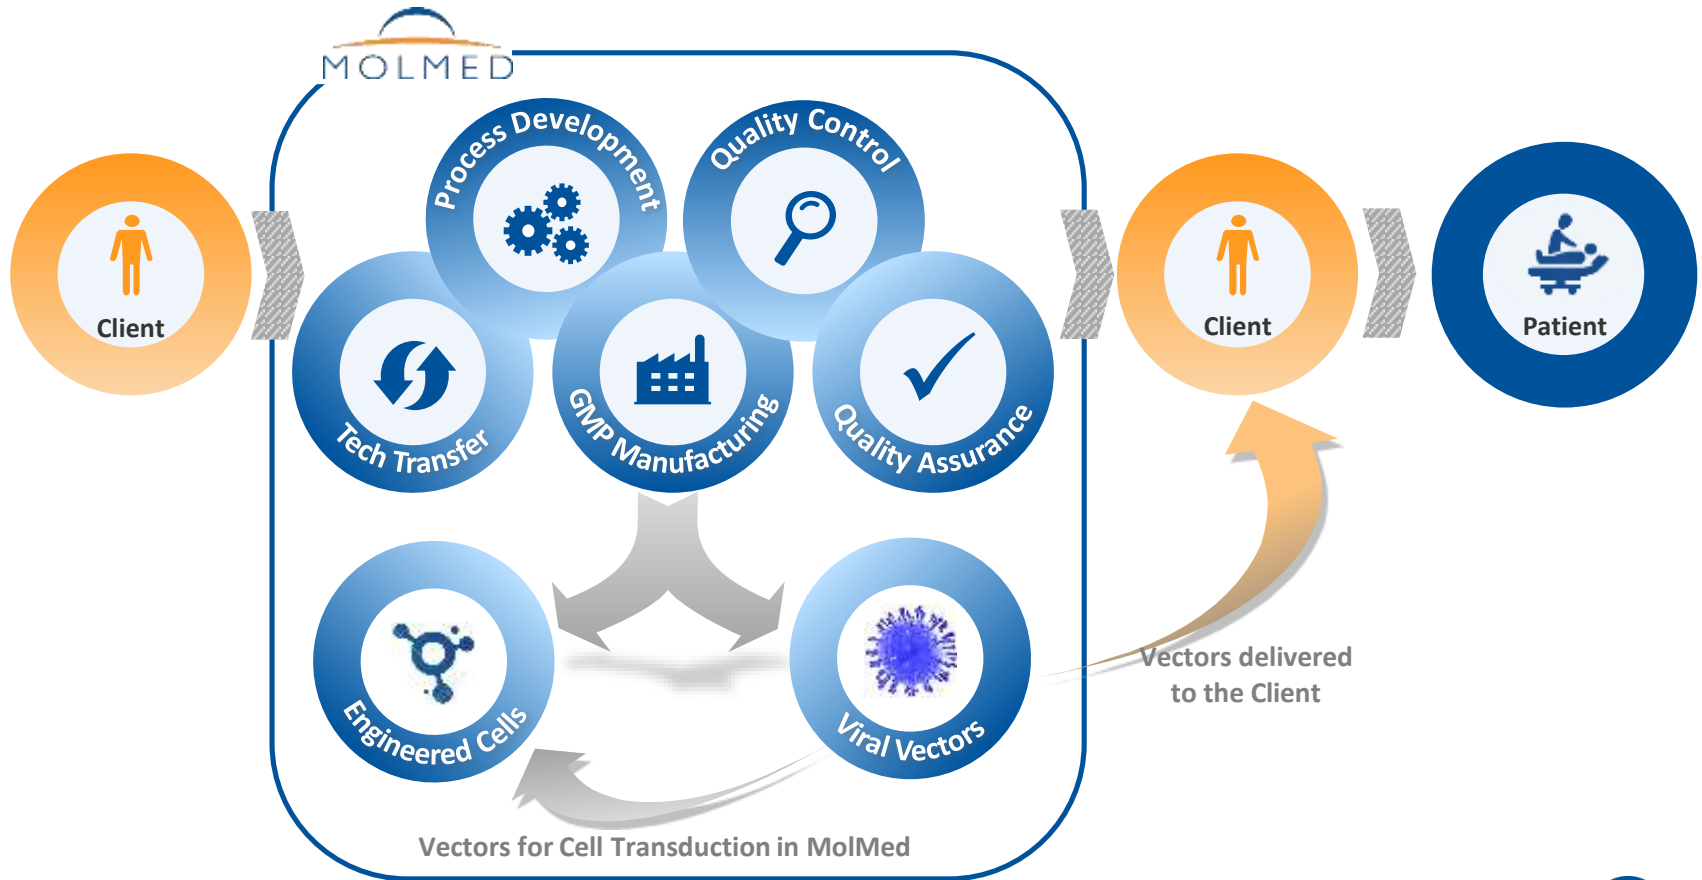 MOLMED
Process Development
Quality Control
Client
Tech Transfer
GMP Manufacturing
Quality Assurance
Client
Patient
Engineered Cells
Viral Vectors
Vectors delivered
to the Client
Vectors for Cell Transduction in MolMed